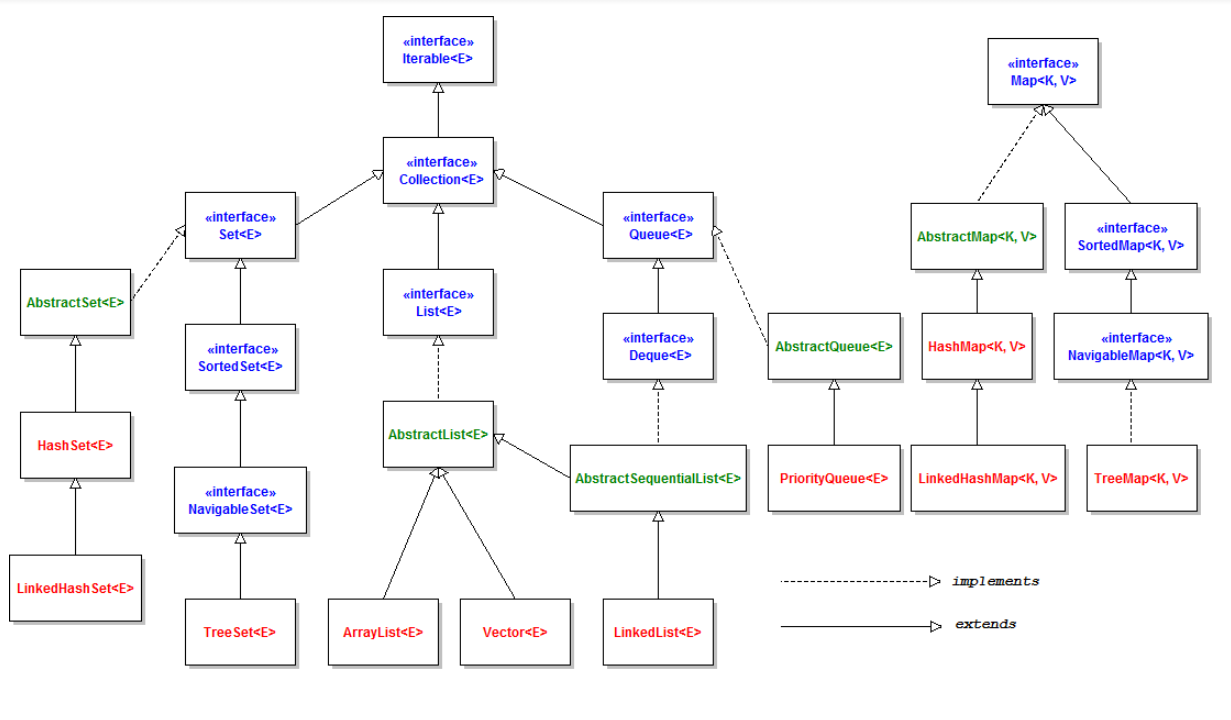 «interface»
Iterable<E>
«interface»
Map<K, V>
«interface»
Collection<E>
«interface»
Set<E>
«interface»
Queue<E>
AbstractMap<K, V>
«interface»
SortedMap<K, V>
AbstractSet<E>
«interface»
List<E>
«interface»
SortedSet<E>
«interface»
Deque<E>
AbstractQueue<E>
HashMap<K, V>
«interface»
NavigableMap<K, V>
HashSet<E>
AbstractList<E>
«interface»
NavigableSet<E>
AbstractSequentialList<E>
PriorityQueue<E>
LinkedHashMap<K, V>
TreeMap<K, V>
LinkedHashSet<E>
implements
TreeSet<E>
ArrayList<E>
Vector<E>
LinkedList<E>
extends